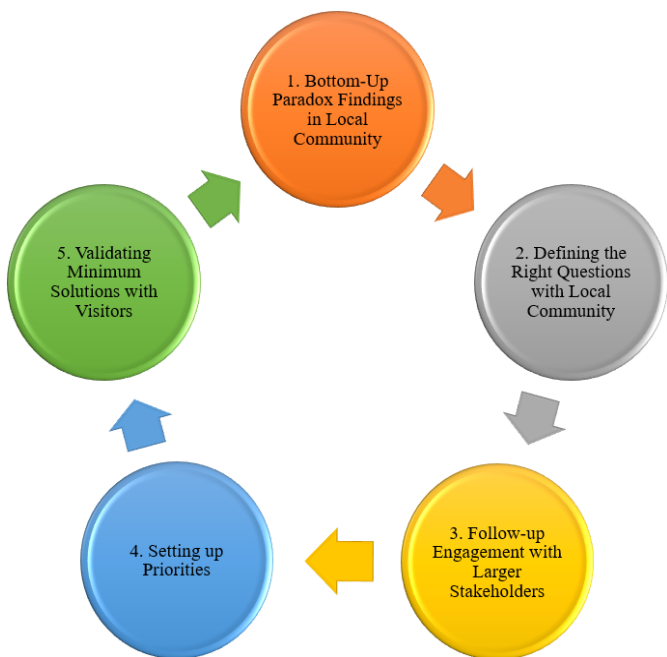 1. Bottom-Up
Paradox Findings
in Local
Community
2. Defining the
Right Questions
with Local
Community
3. Follow-up
Engagement with
Larger
Stakeholders
4. Setting up
Priorities
5. Validating
Minimum
Solutions with
Visitors